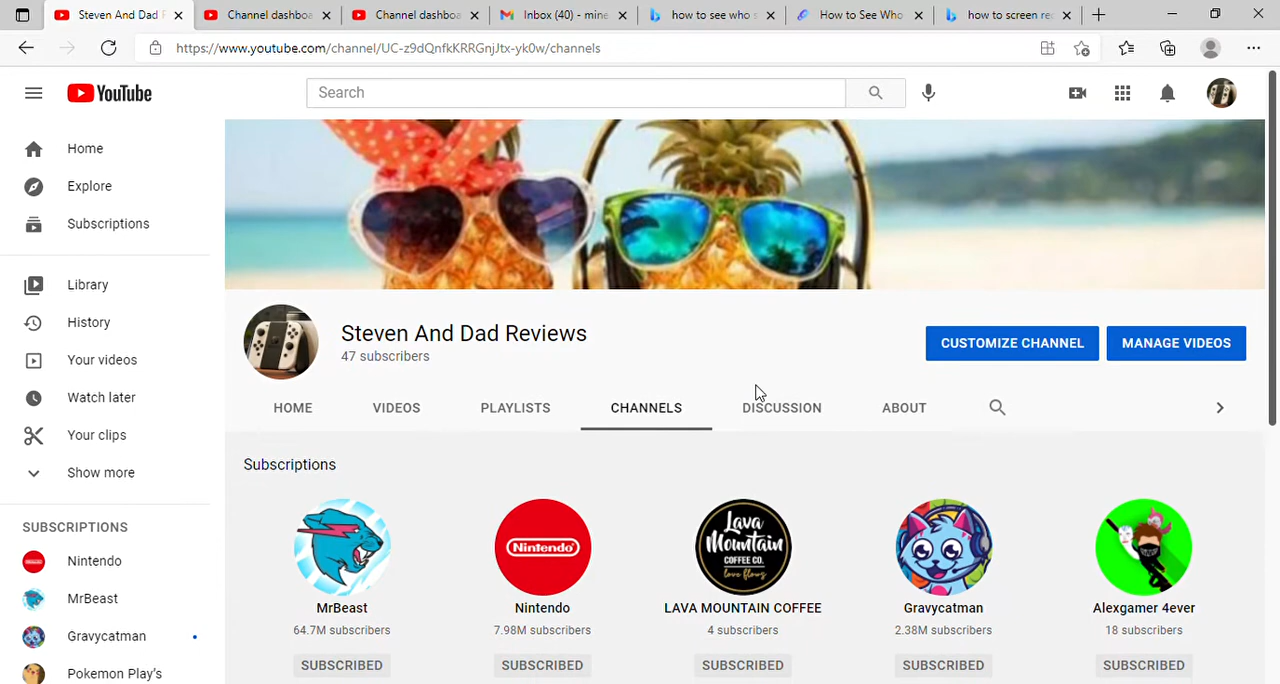 Steven And Dad R
Channel dashboa
Channel dashboa
Inbox (40) - mine
how to see who s
How to See Who
how to screen re
https://www.youtube.com/channel/UC-z9dQnfkKRRGnjJtx-yk0w/channels
YouTube
Search
Home
Explore
Subscriptions
Library
History
Your videos
Watch later
Your clips
Show more
SUBSCRIPTIONS
Nintendo
MrBeast
Gravycatman
Pokemon Play's
Steven And Dad Reviews
47 subscribers
CUSTOMIZE CHANNEL
MANAGE VIDEOS
HOME VIDEOS PLAYLISTS CHANNELS DISCUSSION ABOUT
Subscriptions
Nintendo
Lava
Mountain
COFFEE CO.
love flows
MrBeast
64.7M subscribers
SUBSCRIBED
Nintendo
7.98M subscribers
SUBSCRIBED
LAVA MOUNTAIN COFFEE
4 subscribers
SUBSCRIBED
Gravycatman
2.38M subscribers
SUBSCRIBED
Alexgamer 4ever
18 subscribers
SUBSCRIBED